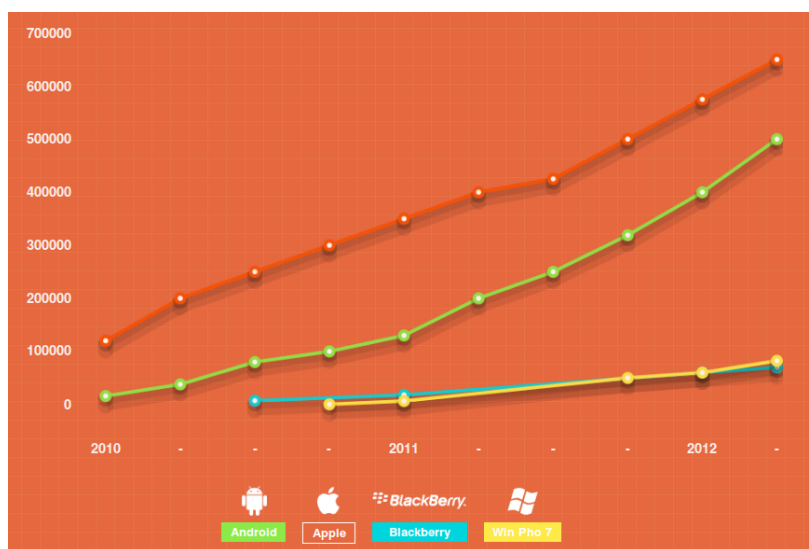 700000
600000
500000
400000
300000
200000
100000
0
2010 - - - 2011 - - - 2012 -
BlackBerry.
Android Apple Blackberry Win Pho 7